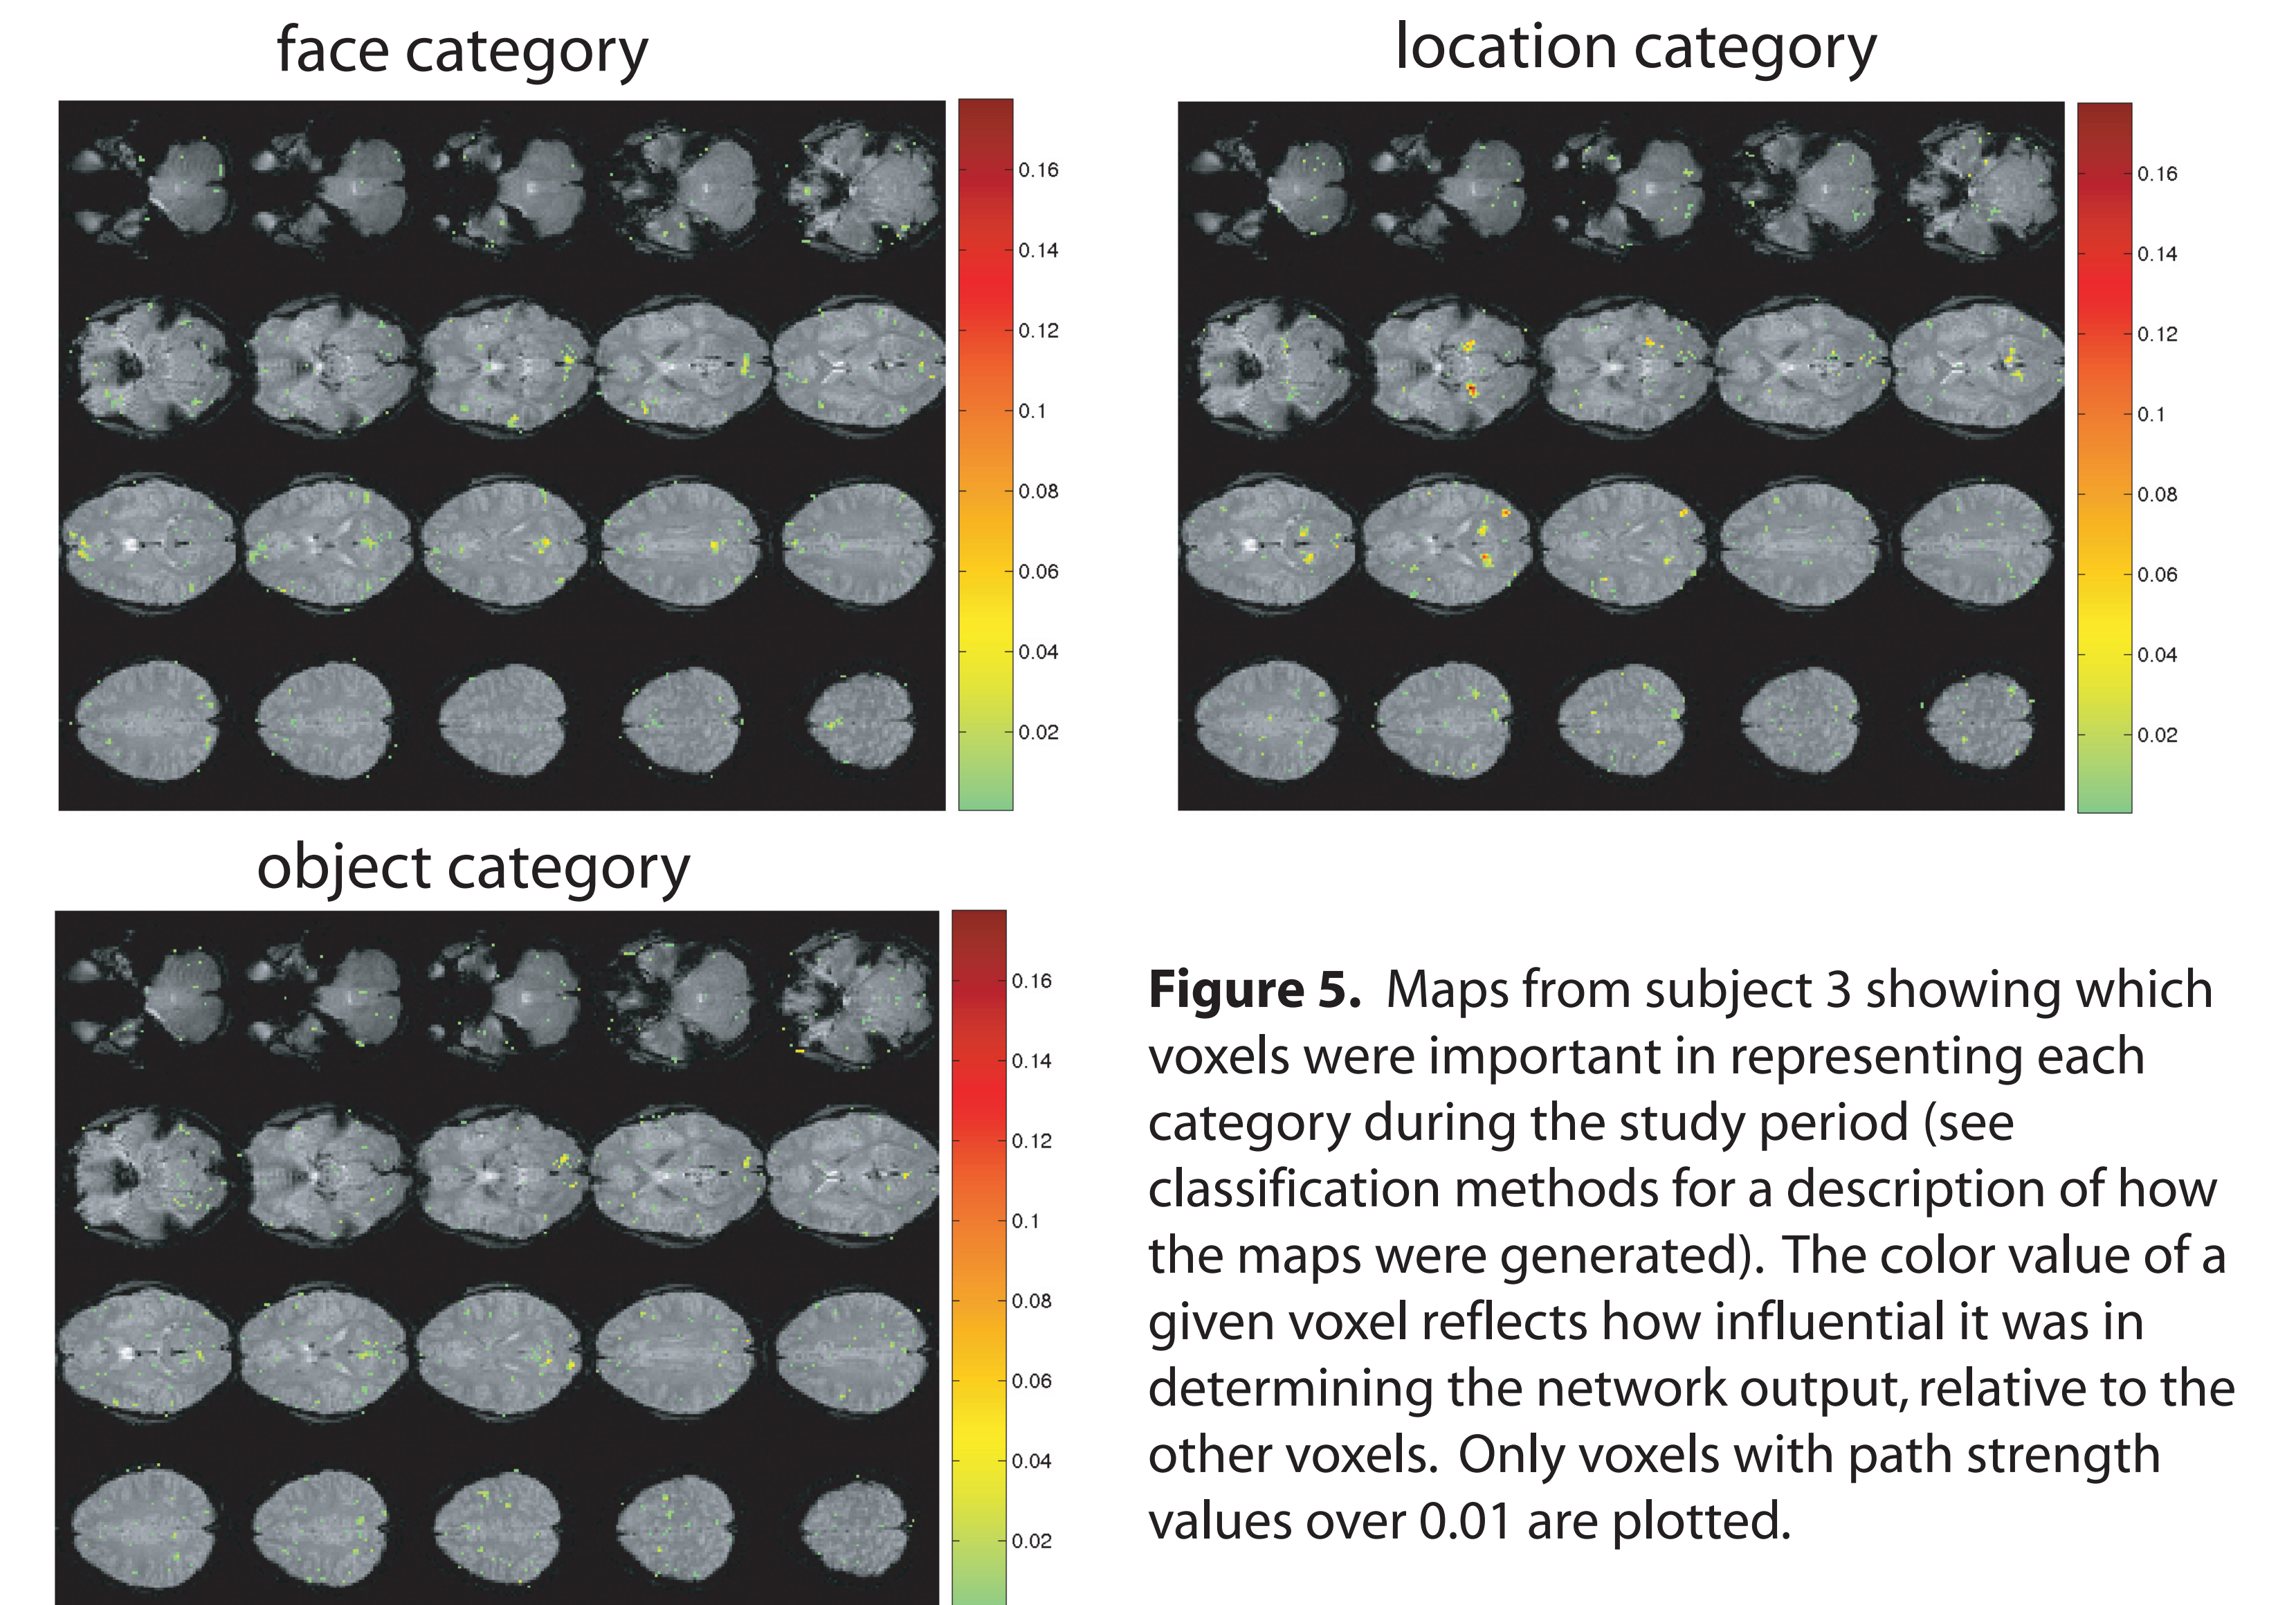 face category
0.16
0.14
0.12
0.1
0.08
0.06
0.04
0.02
location category
0.16
0.14
0.12
0.1
0.08
0.06
0.04
0.02
object category
0.16
0.14
0.12
0.1
0.08
0.06
0.04
0.02
Figure 5. Maps from subject 3 showing which
voxels were important in representing each
category during the study period (see
classification methods for a description of how
the maps were generated). The color value of a
given voxel reflects how influential it was in
determining the network output, relative to the
other voxels. Only voxels with path strength
values over 0.01 are plotted.